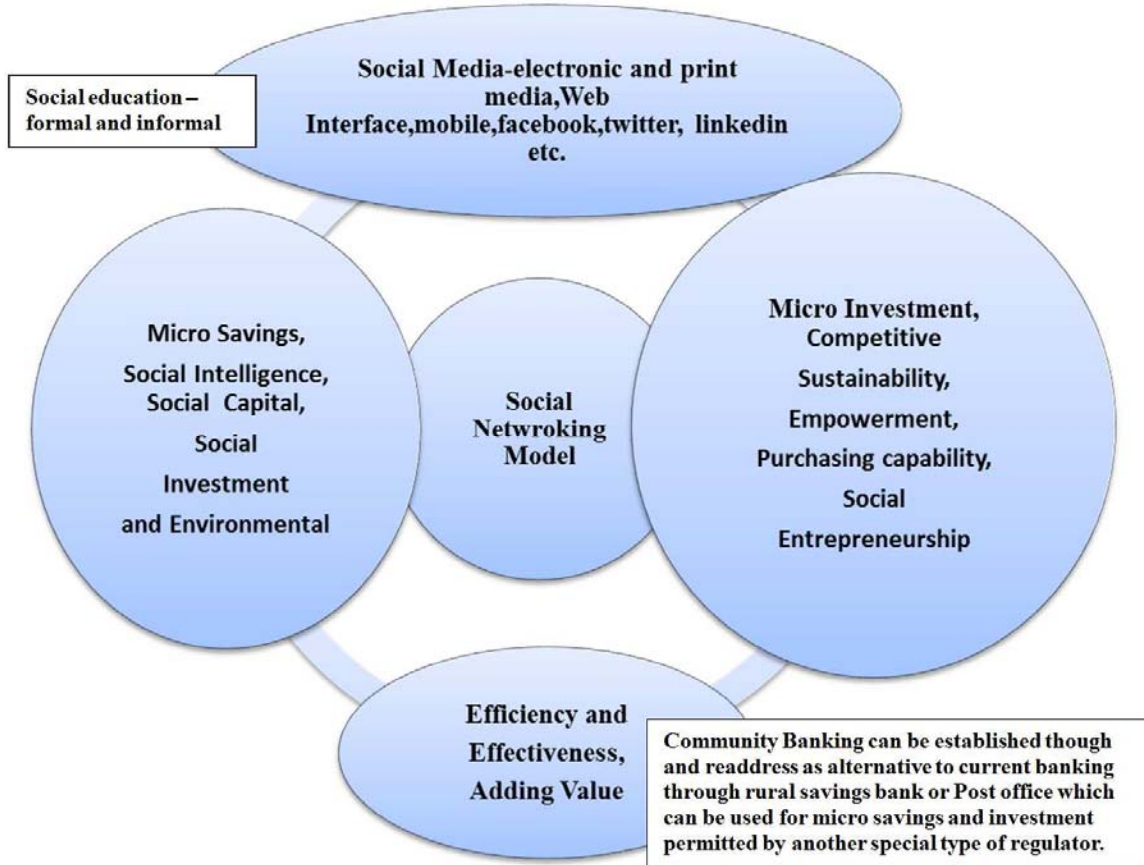 Social Media-electronic and print
media,Web
Interface,mobile,facebook,twitter, linkedin
etc.
Social education –
formal and informal
Micro Savings,
Social Intelligence,
Social Capital,
Social
Investment
and Environmental
Social
Netwroking
Model
Micro Investment,
Competitive
Sustainability,
Empowerment,
Purchasing capability,
Social
Entrepreneurship
Efficiency and
Effectiveness,
Adding Value
Community Banking can be established though
and readdress as alternative to current banking
through rural savings bank or Post office which
can be used for micro savings and investment
permitted by another special type of regulator.